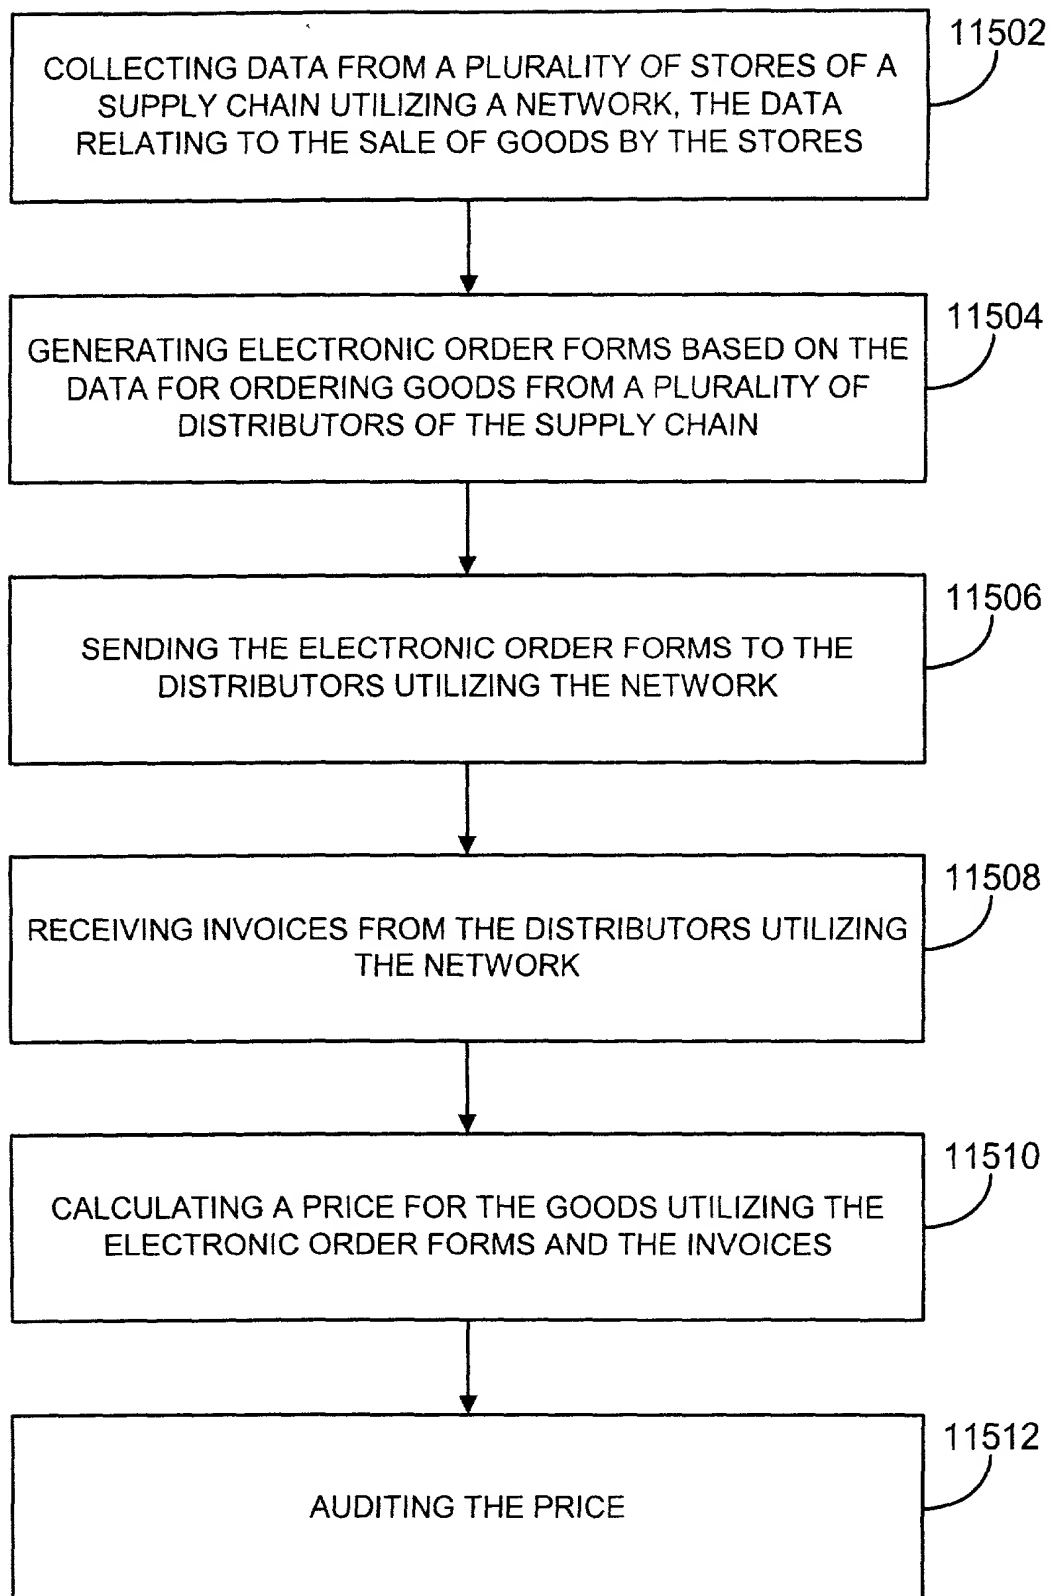 11502
COLLECTING DATA FROM A PLURALITY OF STORES OF A
SUPPLY CHAIN UTILIZING A NETWORK, THE DATA
RELATING TO THE SALE OF GOODS BY THE STORES
11504
GENERATING ELECTRONIC ORDER FORMS BASED ON THE
DATA FOR ORDERING GOODS FROM A PLURALITY OF
DISTRIBUTORS OF THE SUPPLY CHAIN
11506
SENDING THE ELECTRONIC ORDER FORMS TO THE
DISTRIBUTORS UTILIZING THE NETWORK
11508
RECEIVING INVOICES FROM THE DISTRIBUTORS UTILIZING
THE NETWORK
11510
CALCULATING A PRICE FOR THE GOODS UTILIZING THE
ELECTRONIC ORDER FORMS AND THE INVOICES
11512
AUDITING THE PRICE